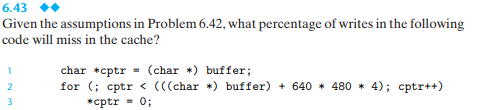 6.43 ◆◆
Given the assumptions in Problem 6.42, what percentage of writes in the following
code will miss in the cache?
1 char *cptr = (char *) buffer;
2 for (; cptr < (((char *) buffer) + 640 * 480 * 4); cptr++)
3 *cptr = 0;